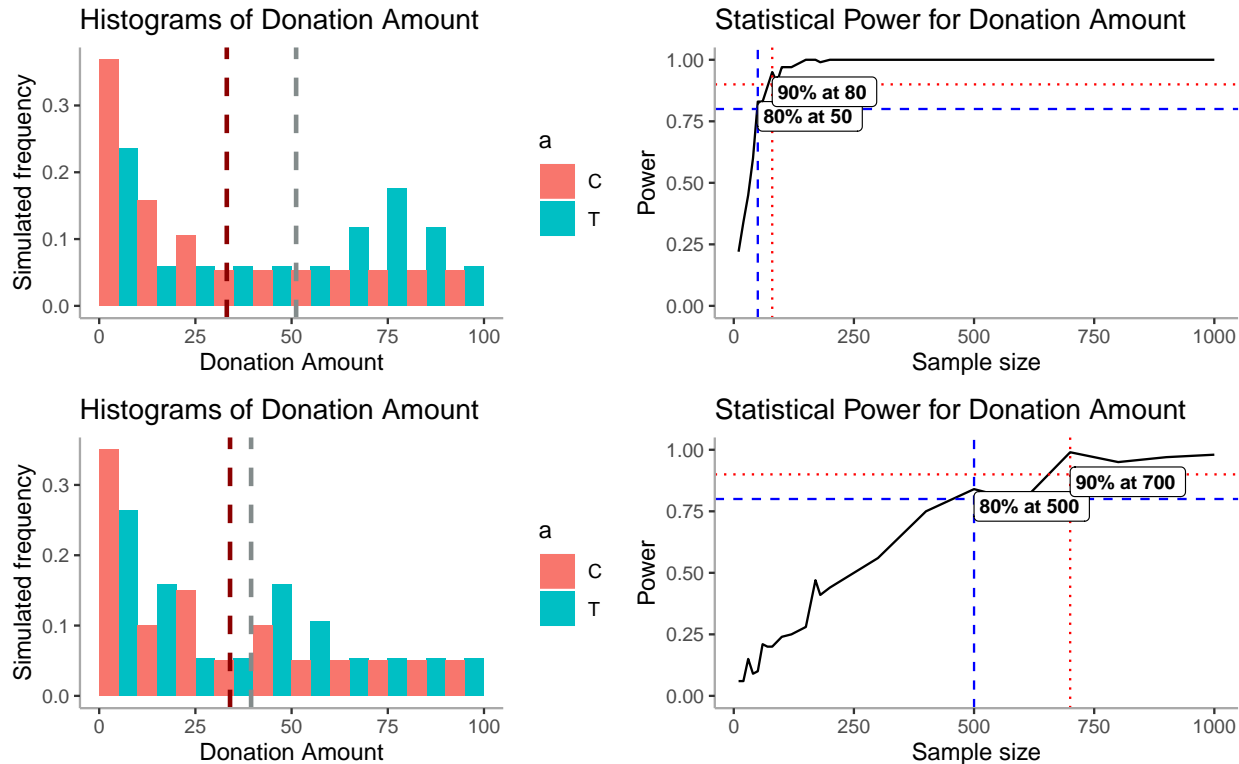 Histograms of Donation Amount
Simulated frequency
0.3
0.2
0.1
0.0
0
25
50
75
100
Donation Amount
a
C
T
Statistical Power for Donation Amount
Power
1.00
0.75
0.50
0.25
0.00
90% at 80
80% at 50
0
250
500
750
1000
Sample size
Histograms of Donation Amount
Simulated frequency
0.3
0.2
0.1
0.0
0
25
50
75
100
Donation Amount
a
C
T
Statistical Power for Donation Amount
Power
1.00
0.75
0.50
0.25
0.00
90% at 700
80% at 500
0
250
500
750
1000
Sample size